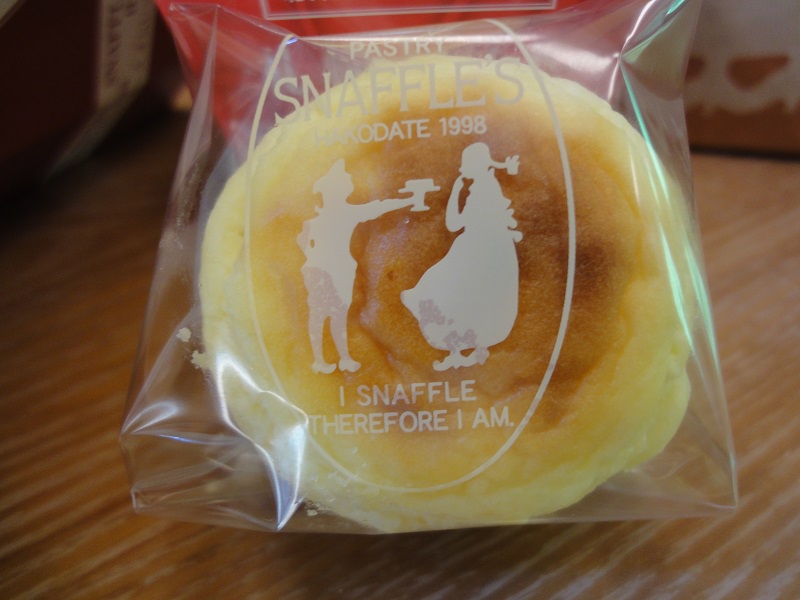 PASTRY
SNAFFLE'S
HAKODATE 1998
I SNAFFLE
THEREFORE I AM.